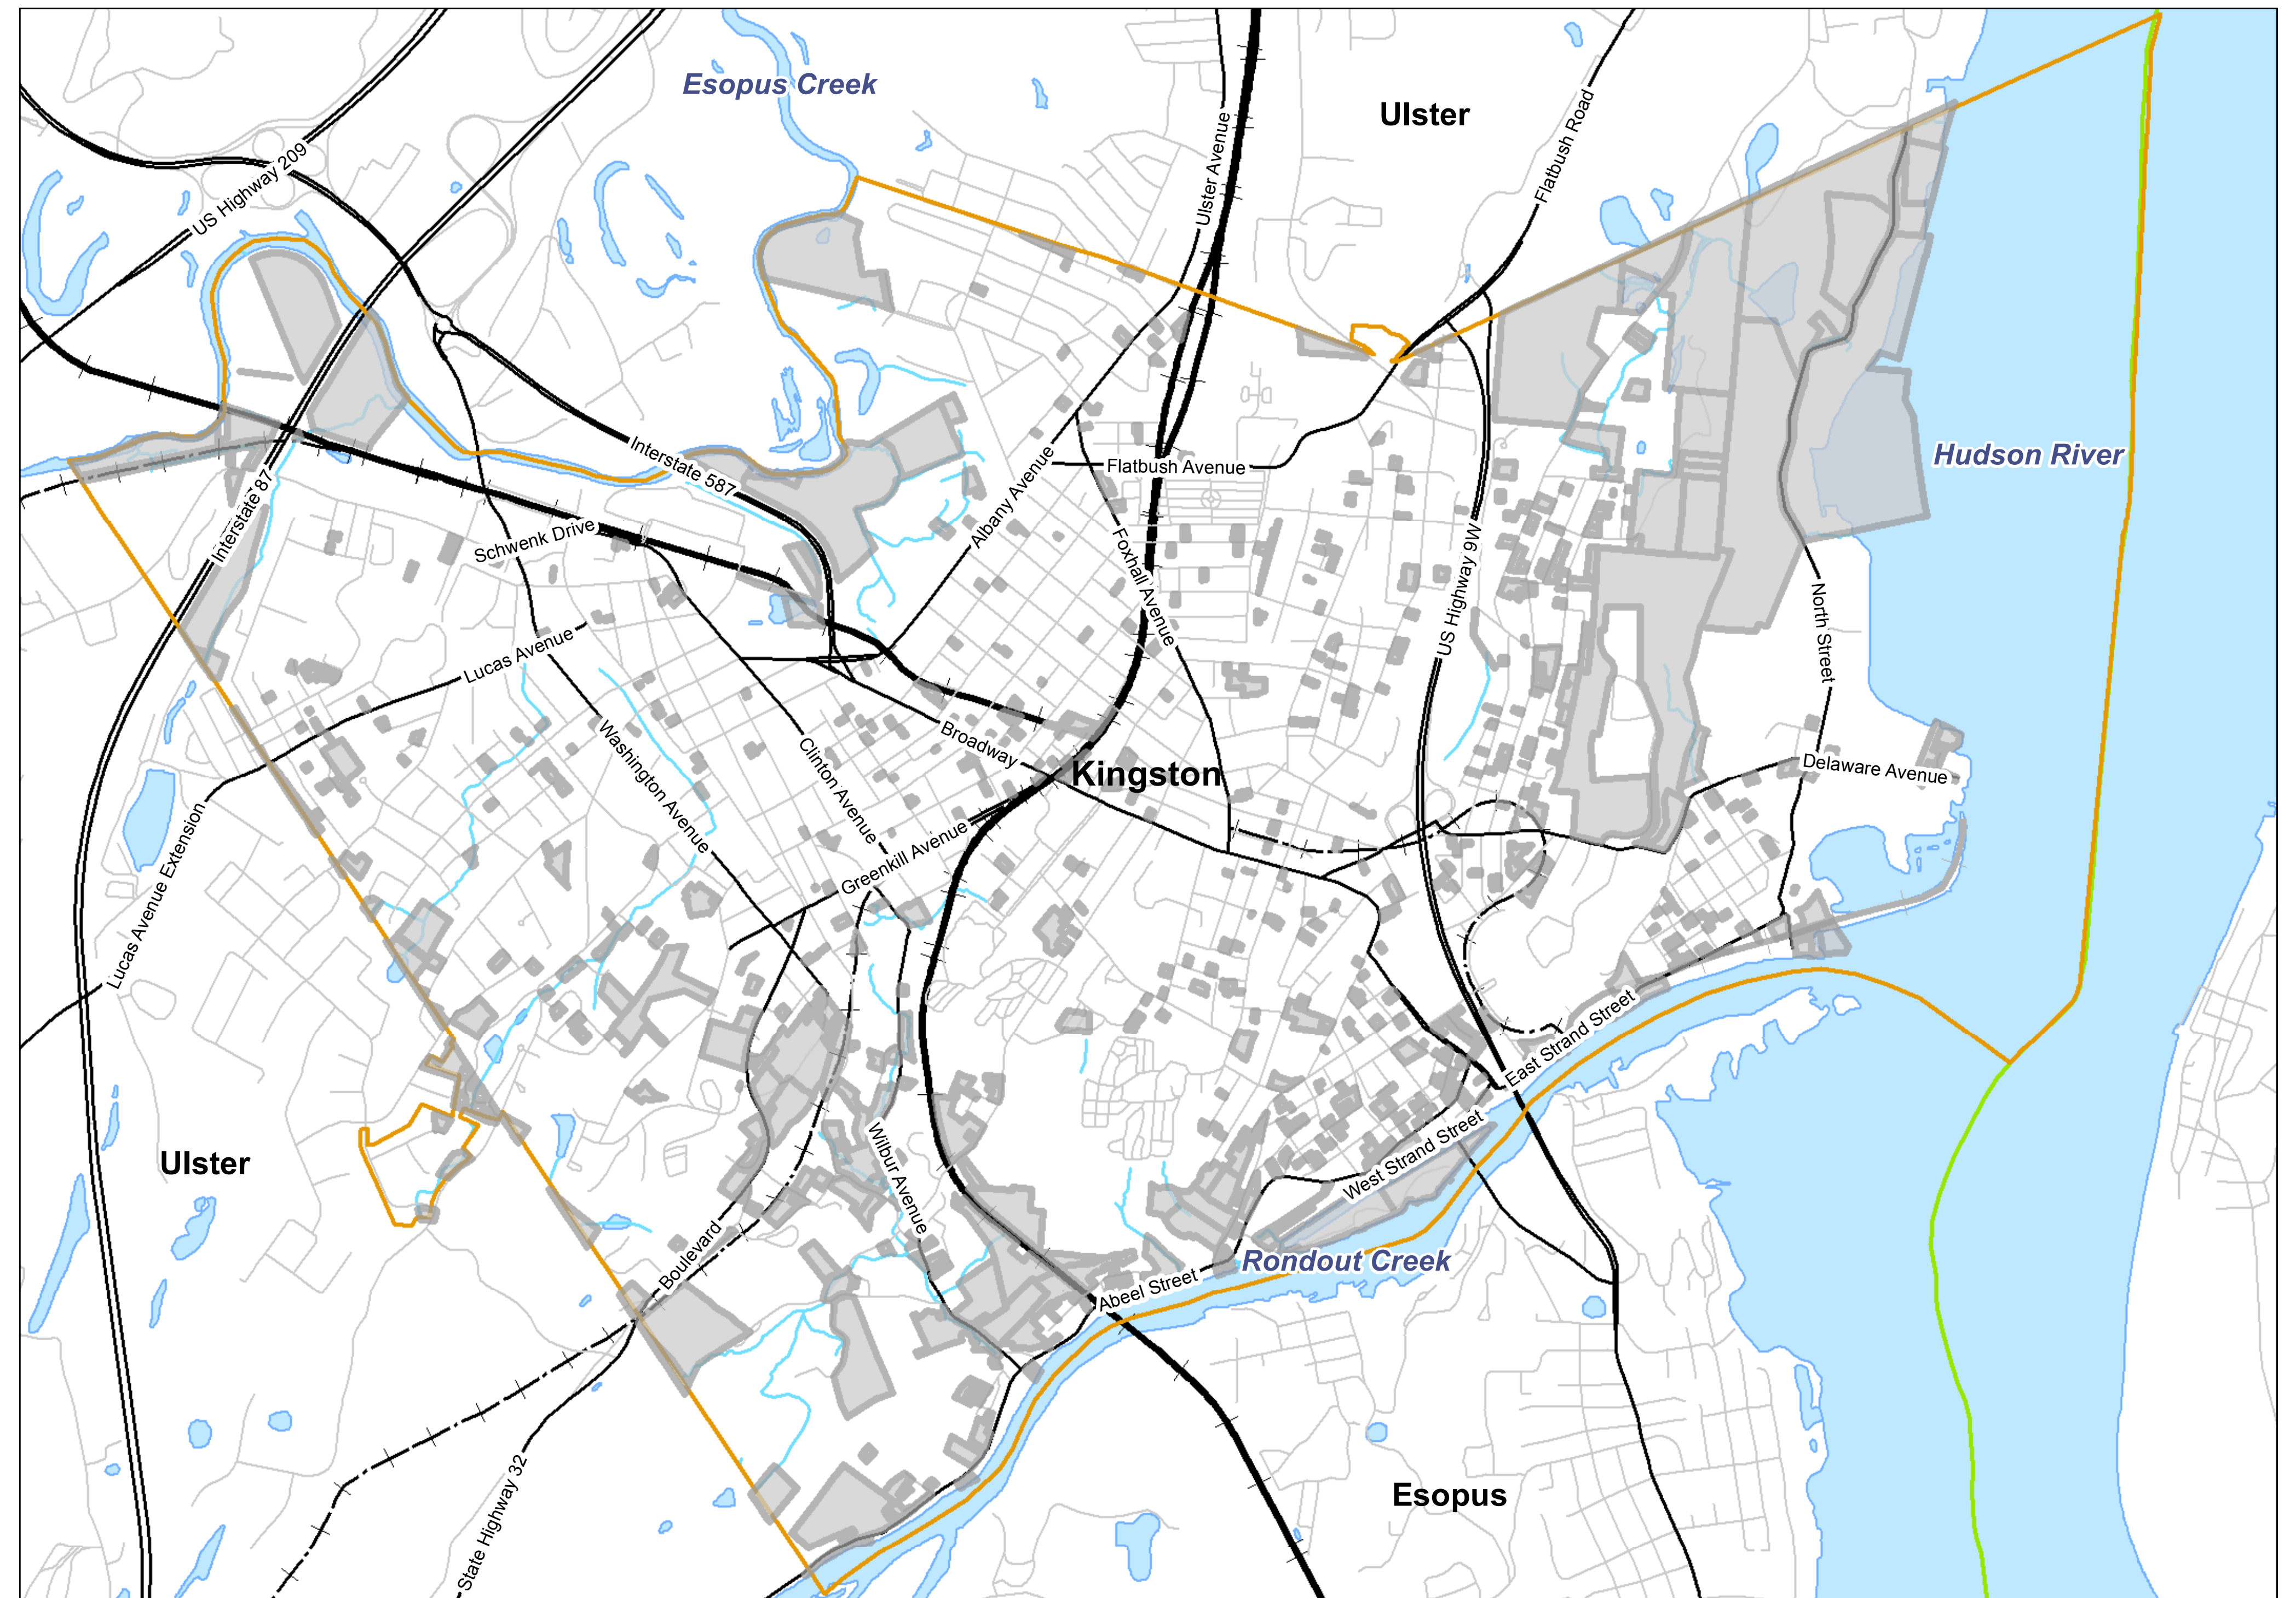 Esopus Creek
Ulster
US Highway 209
Ulster Avenue
Flatbush Road
Interstate 587
Hudson River
Flatbush Avenue
Albany Avenue
Interstate 87
Schwenk Drive
Foxhall Avenue
US Highway 9W
North Street
Lucas Avenue
Washington Avenue
Clinton Avenue
Broadway
Kingston
Delaware Avenue
Greenkill Avenue
Lucas Avenue Extension
East Strand Street
Ulster
Wilbur Avenue
West Strand Street
Boulevard
Rondout Creek
Abeel Street
State Highway 32
Esopus